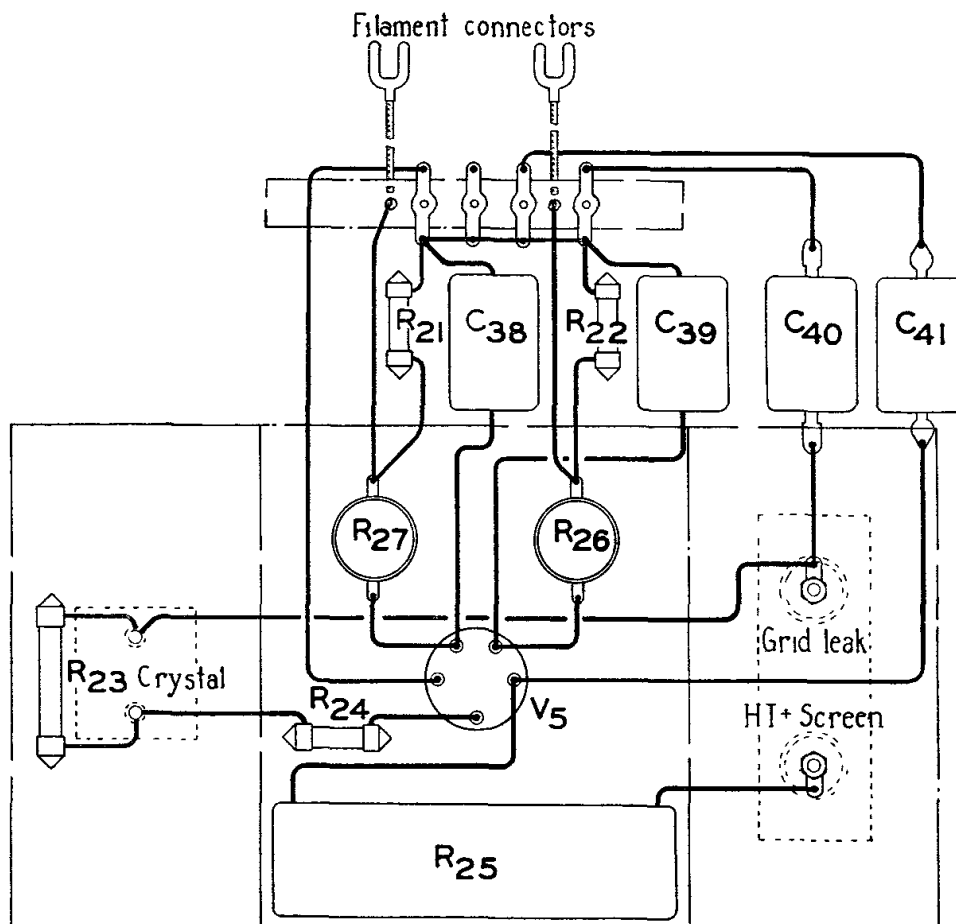 Filament connectors
R21
C38
R22
C39
C40
C41
R27
R26
Grid leak
R23 Crystal
R24
V5
HT+ Screen
R25